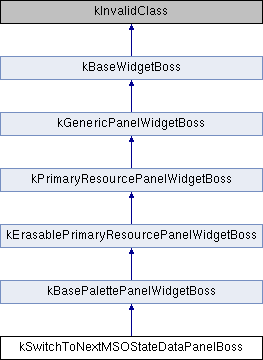 kInvalidClass
kBaseWidgetBoss
kGenericPanelWidgetBoss
kPrimaryResourcePanelWidgetBoss
kErasablePrimaryResourcePanelWidgetBoss
kBasePalettePanelWidgetBoss
kSwitchToNextMSOStateDataPanelBoss